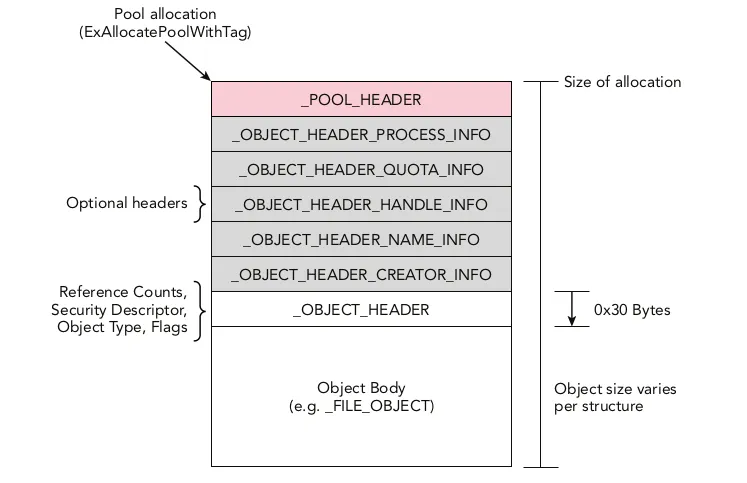 Pool allocation
(ExAllocatePoolWithTag)
Size of allocation
_POOL_HEADER
_OBJECT_HEADER_PROCESS_INFO
_OBJECT_HEADER_QUOTA_INFO
Optional headers
_OBJECT_HEADER_HANDLE_INFO
_OBJECT_HEADER_NAME_INFO
_OBJECT_HEADER_CREATOR_INFO
Reference Counts,
Security Descriptor,
Object Type, Flags
_OBJECT_HEADER
0x30 Bytes
Object Body
(e.g. _FILE_OBJECT)
Object size varies
per structure